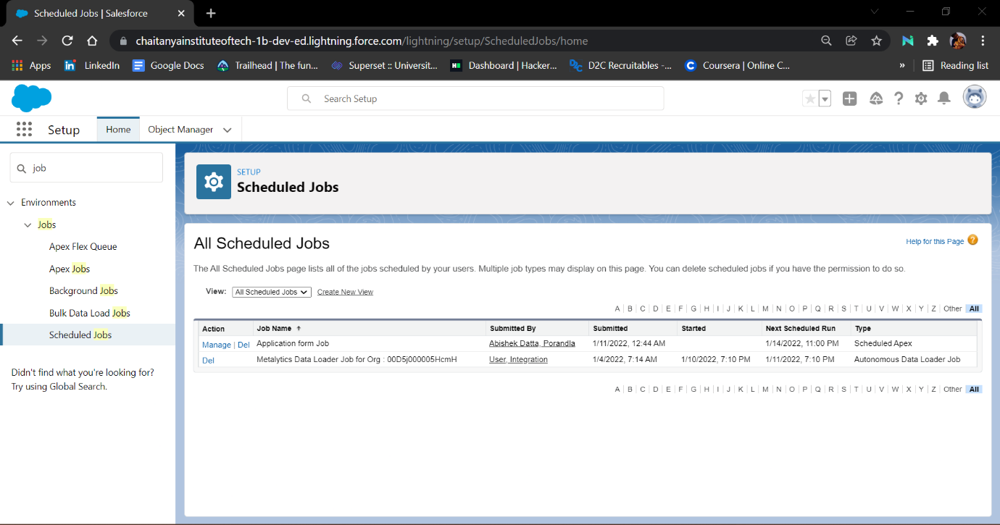 Scheduled Jobs | Salesforce
chaitanyainstituteoftech-1b-dev-ed.lightning.force.com/lightning/setup/ScheduledJobs/home
Apps LinkedIn Google Docs Trailhead | The fun... Superset :: Universit... Dashboard | Hacker... D2C Recruitables -... Coursera | Online C... » Reading list
Search Setup
Setup Home Object Manager
job
Environments
Jobs
Apex Flex Queue
Apex Jobs
Background Jobs
Bulk Data Load Jobs
Scheduled Jobs
Didn't find what you're looking for?
Try using Global Search.
SETUP
Scheduled Jobs
All Scheduled Jobs
Help for this Page ?
The All Scheduled Jobs page lists all of the jobs scheduled by your users. Multiple job types may display on this page. You can delete scheduled jobs if you have the permission to do so.
View: All Scheduled Jobs Create New View
A | B | C | D | E | F | G | H | I | J | K | L | M | N | O | P | Q | R | S | T | U | V | W | X | Y | Z | Other All
Action Job Name ↑ Submitted By Submitted Started Next Scheduled Run Type
Manage | Del Application form Job Abishek Datta, Porandla 1/11/2022, 12:44 AM 1/14/2022, 11:00 PM Scheduled Apex
Del Metalytics Data Loader Job for Org : 00D5j000005HcmH User, Integration 1/4/2022, 7:14 AM 1/10/2022, 7:10 PM 1/11/2022, 7:10 PM Autonomous Data Loader Job
A | B | C | D | E | F | G | H | I | J | K | L | M | N | O | P | Q | R | S | T | U | V | W | X | Y | Z | Other All